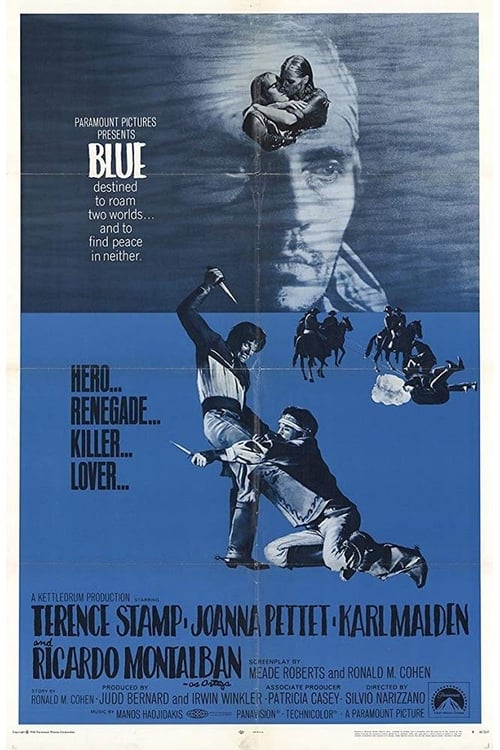 PARAMOUNT PICTURES
PRESENTS
BLUE
destined
to roam
two worlds...
and to
find peace
in neither.
HERO...
RENEGADE...
KILLER...
LOVER...
A KETTLEDRUM PRODUCTION STARRING
TERENCE STAMP · JOANNA PETTET · KARL MALDEN
and
RICARDO MONTALBAN
as Ortega
SCREENPLAY BY
MEADE ROBERTS and RONALD M. COHEN
STORY BY
RONALD M. COHEN ·
PRODUCED BY
JUDD BERNARD and IRWIN WINKLER ·
ASSOCIATE PRODUCER
PATRICIA CASEY ·
DIRECTED BY
SILVIO NARIZZANO
MUSIC BY MANOS HADJIDAKIS
PANAVISION® · TECHNICOLOR® · A PARAMOUNT PICTURE
Paramount